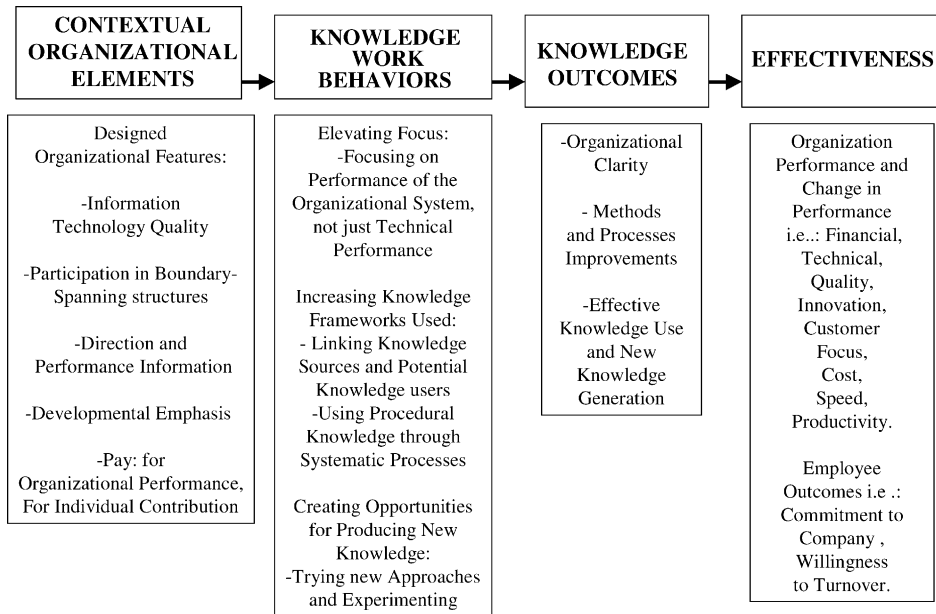 CONTEXTUAL
ORGANIZATIONAL
ELEMENTS
Designed
Organizational Features:
-Information
Technology Quality
-Participation in Boundary-
Spanning structures
-Direction and
Performance Information
-Developmental Emphasis
-Pay: for
Organizational Performance,
For Individual Contribution
KNOWLEDGE
WORK
BEHAVIORS
Elevating Focus:
-Focusing on
Performance of the
Organizational System,
not just Technical
Performance
Increasing Knowledge
Frameworks Used:
- Linking Knowledge
Sources and Potential
Knowledge users
-Using Procedural
Knowledge through
Systematic Processes
Creating Opportunities
for Producing New
Knowledge:
-Trying new Approaches
and Experimenting
KNOWLEDGE
OUTCOMES
-Organizational
Clarity
- Methods
and Processes
Improvements
-Effective
Knowledge Use
and New
Knowledge
Generation
EFFECTIVENESS
Organization
Performance and
Change in
Performance
i.e..: Financial,
Technical,
Quality,
Innovation,
Customer
Focus,
Cost,
Speed,
Productivity.
Employee
Outcomes i.e .:
Commitment to
Company ,
Willingness
to Turnover.